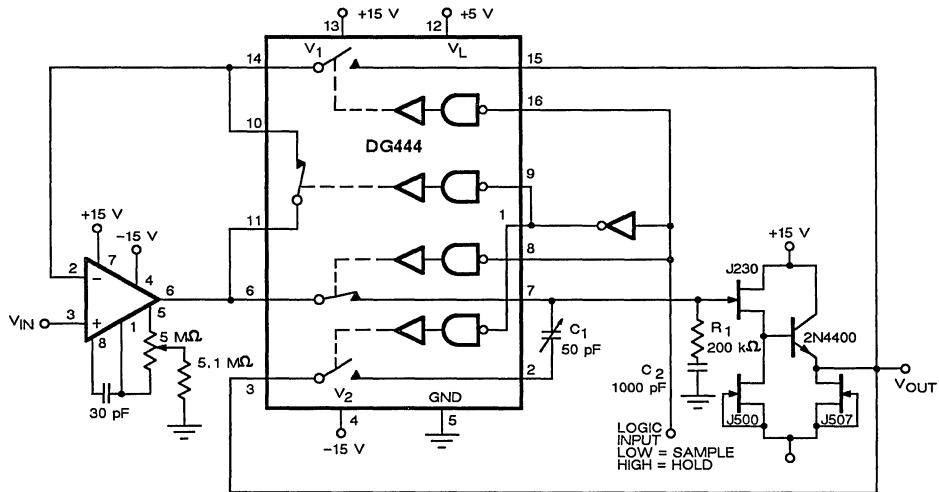 +15 V
+5 V
13
12
14
V1
VL
15
16
10
DG444
9
11
1
8
+15 V
-15 V
7
4
2
-
6
6
7
VIN
3
+
5
8
1
5 MΩ
5.1 MΩ
30 pF
C1
50 pF
R1
200 kΩ
C2
1000 pF
+15 V
J230
2N4400
VOUT
J500
J507
3
V2
2
GND
4
5
-15 V
LOGIC
INPUT
LOW = SAMPLE
HIGH = HOLD